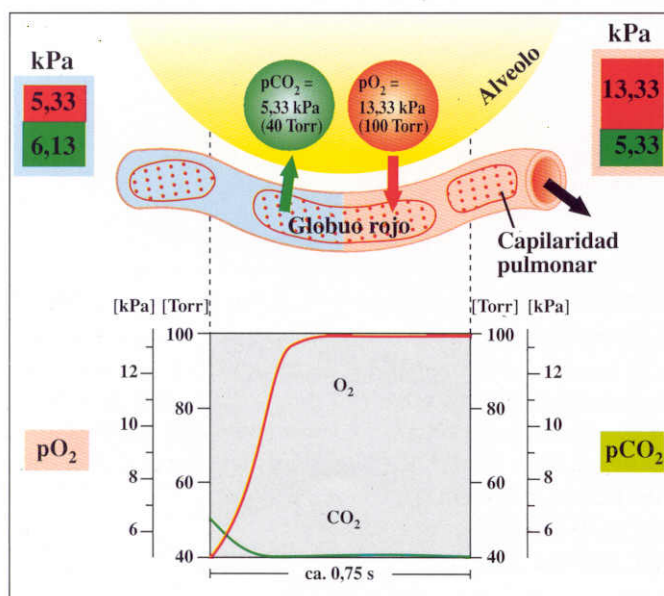 kPa
5,33
6,13
pCO₂ =
5,33 kPa
(40 Torr)
pO₂ =
13,33 kPa
(100 Torr)
Alveolo
kPa
13,33
5,33
Globuo rojo
Capilaridad
pulmonar
[kPa] [Torr]
[Torr] [kPa]
100
80
60
40
12
10
8
6
pO₂
O₂
CO₂
100
80
60
40
12
10
8
6
pCO₂
ca. 0,75 s